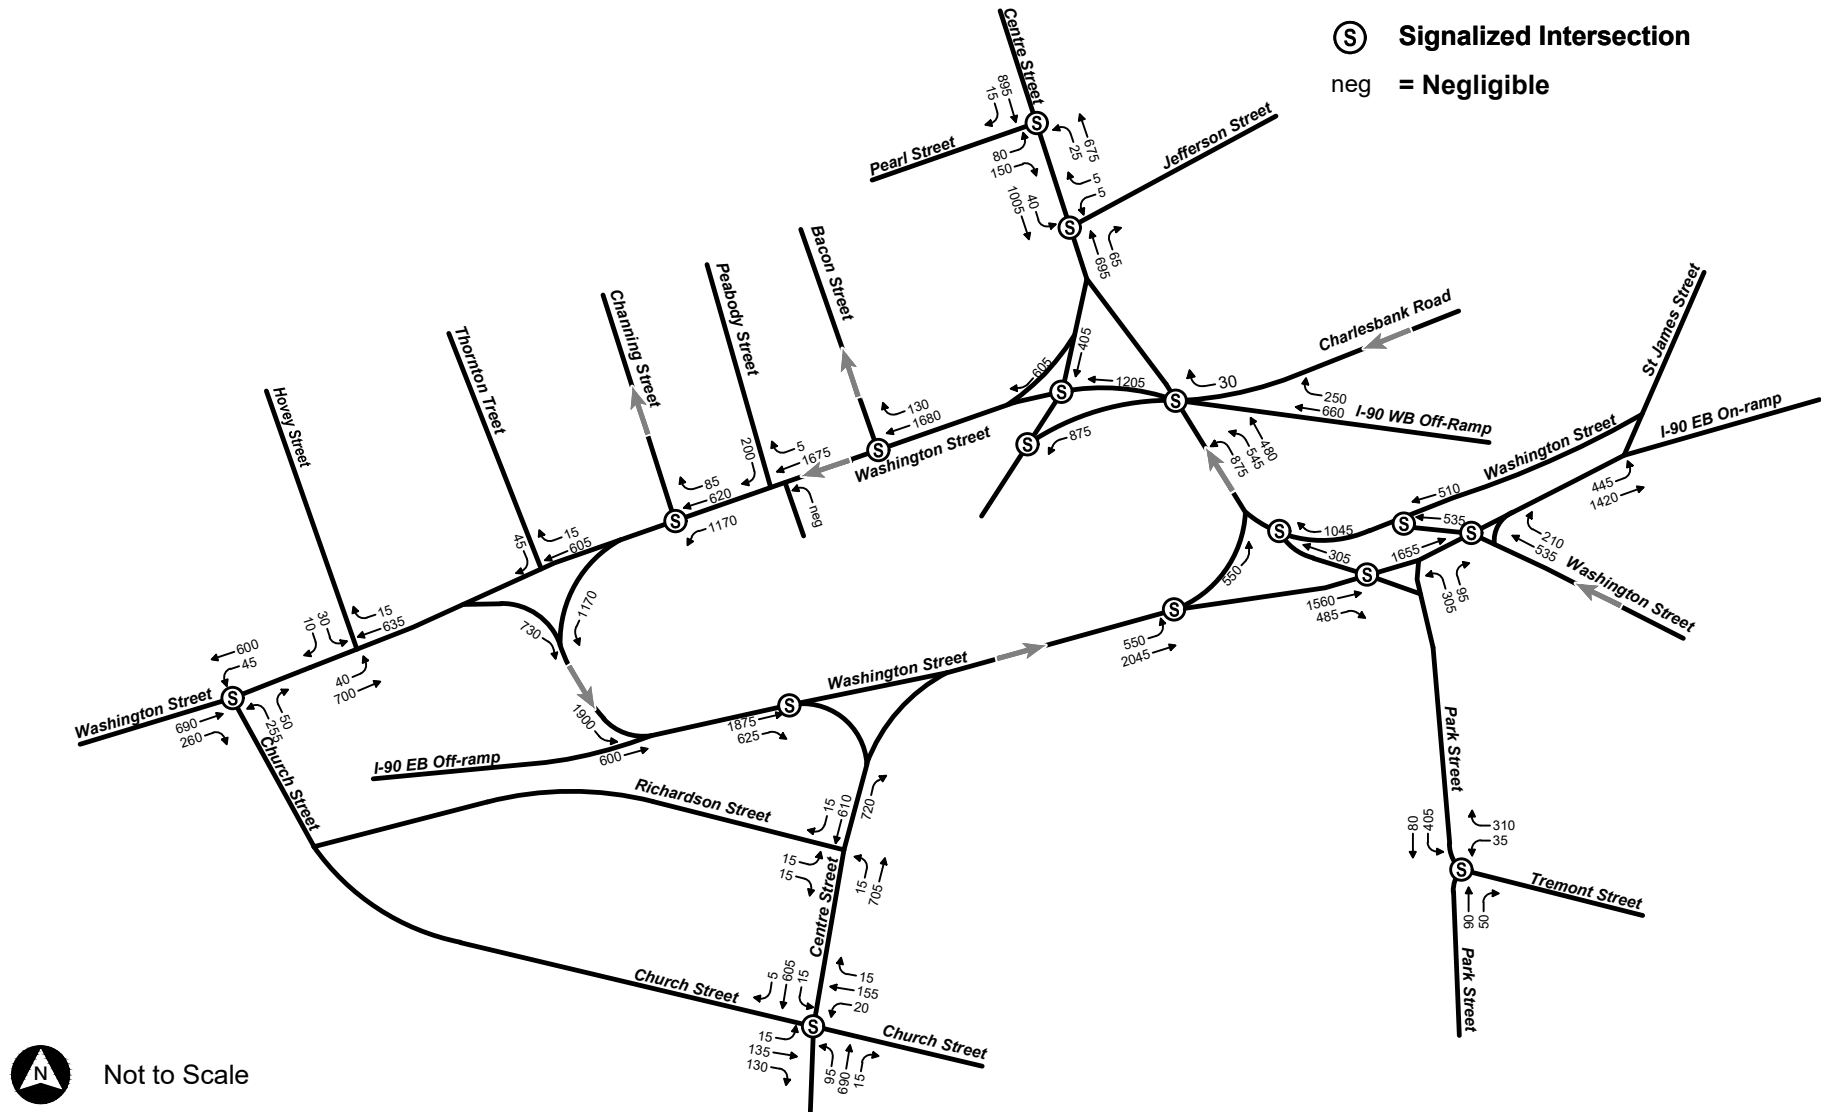 S Signalized Intersection
neg = Negligible
Centre Street
895
15
S
Pearl Street
80
150
25
675
Jefferson Street
5
5
40
1005
S
65
695
Bacon Street
Peabody Street
Channing Street
Thornton Treet
Hovey Street
Charlesbank Road
St James Street
405
605
1205
S
S
30
250
660
I-90 WB Off-Ramp
I-90 EB On-ramp
130
1680
S
Washington Street
S
875
480
545
875
Washington Street
200
5
1675
neg
85
620
S
1170
445
1420
510
535
S
S
1045
S
210
535
Washington Street
15
605
45
305
1655
S
95
305
550
1560
485
1170
730
S
550
2045
30
10
15
635
600
45
40
700
Washington Street
S
690
260
50
255
Church Street
Washington Street
1900
S
1875
625
600
I-90 EB Off-ramp
Richardson Street
15
610
720
15
15
15
705
Centre Street
Park Street
80
405
310
35
S
Tremont Street
90
50
Park Street
Church Street
5
605
15
15
155
20
S
15
135
130
95
690
15
Church Street
N Not to Scale